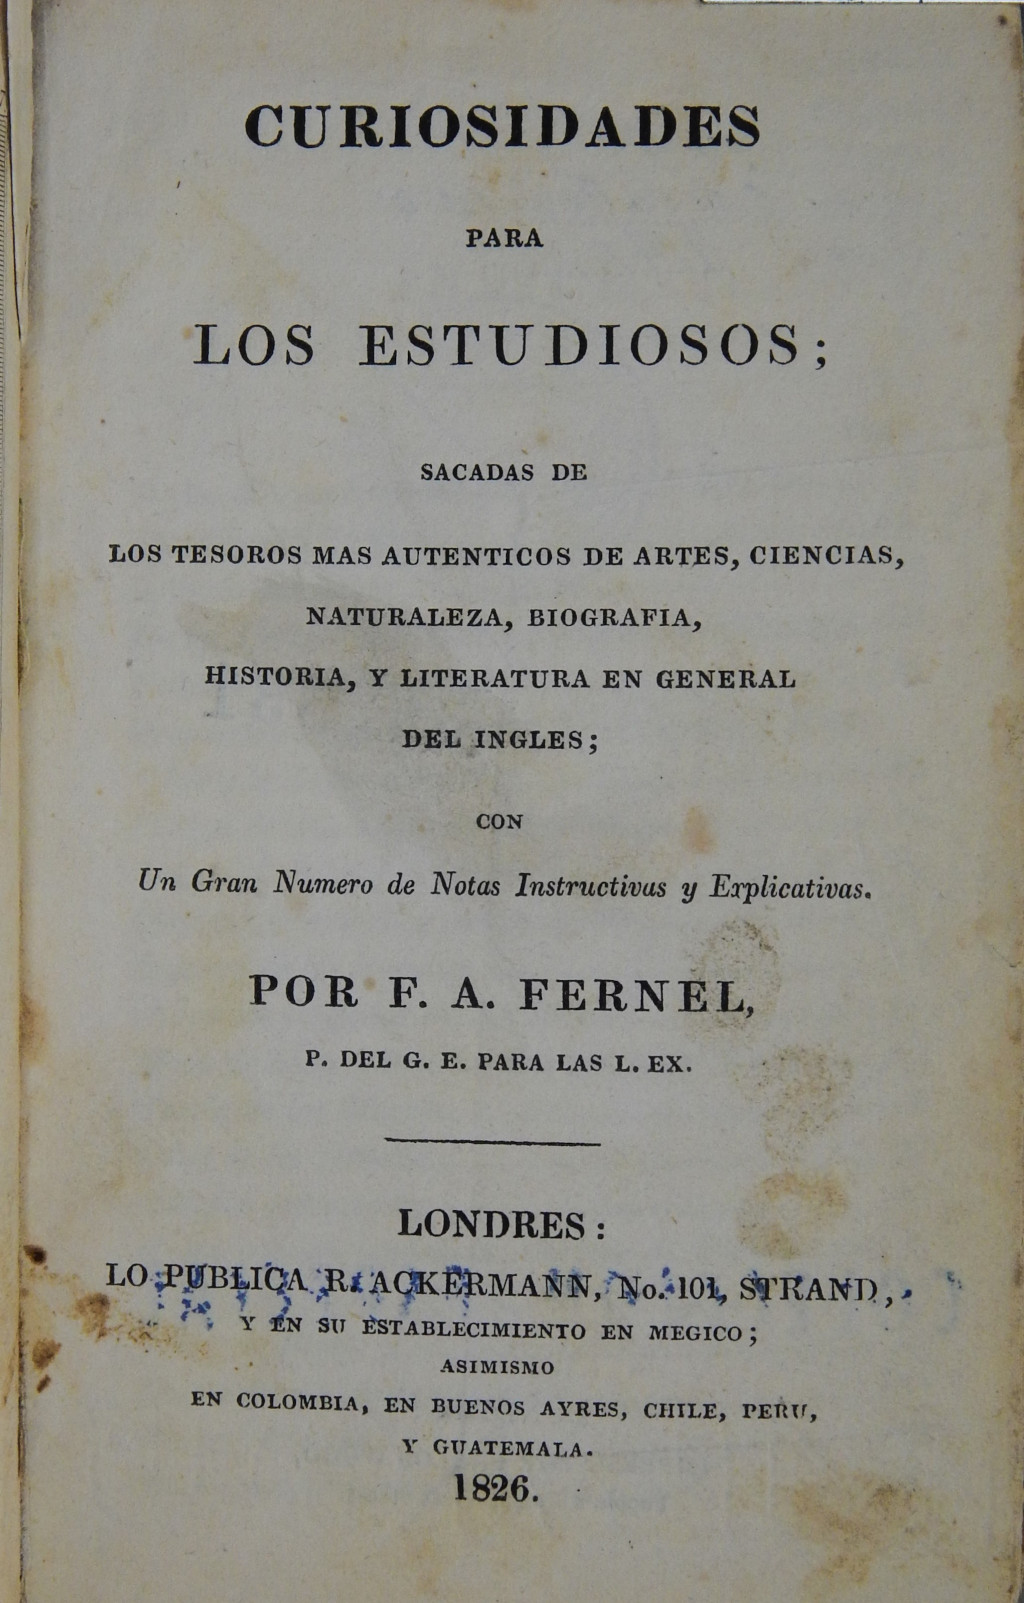 CURIOSIDADES
PARA
LOS ESTUDIOSOS;
SACADAS DE
LOS TESOROS MAS AUTENTICOS DE ARTES, CIENCIAS,
NATURALEZA, BIOGRAFIA,
HISTORIA, Y LITERATURA EN GENERAL
DEL INGLES;
CON
Un Gran Numero de Notas Instructivas y Explicativas.
POR F. A. FERNEL,
P. DEL G. E. PARA LAS L. EX.
LONDRES:
LO PUBLICA R. ACKERMANN, No. 101, STRAND,
Y EN SU ESTABLECIMIENTO EN MEGICO;
ASIMISMO
EN COLOMBIA, EN BUENOS AYRES, CHILE, PERU,
Y GUATEMALA.
1826.